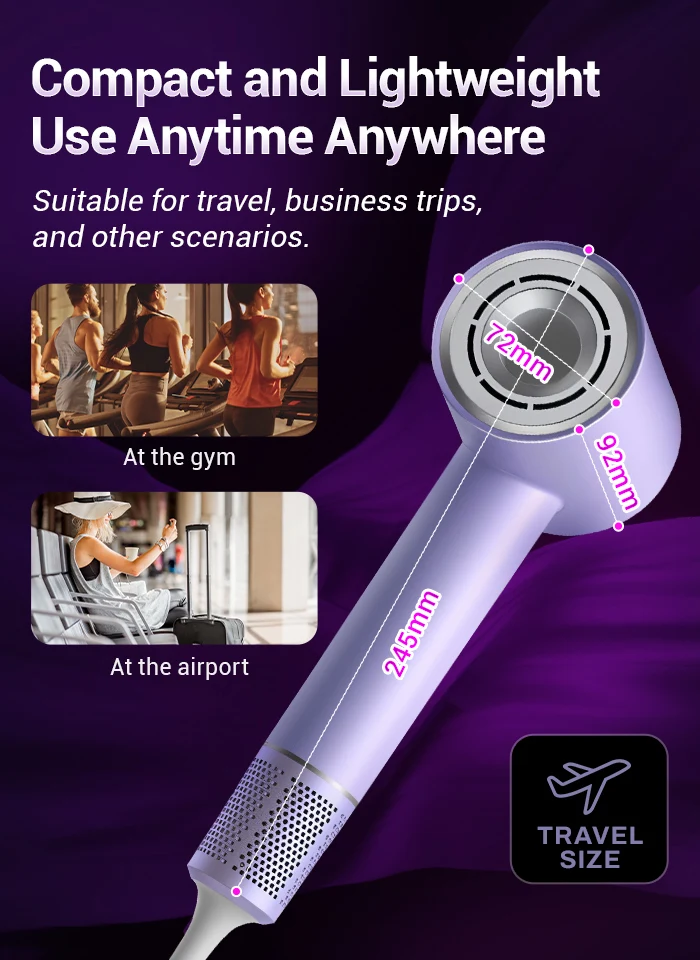 Compact and Lightweight
Use Anytime Anywhere
Suitable for travel, business trips,
and other scenarios.
72mm
92mm
At the gym
245mm
At the airport
TRAVEL
SIZE